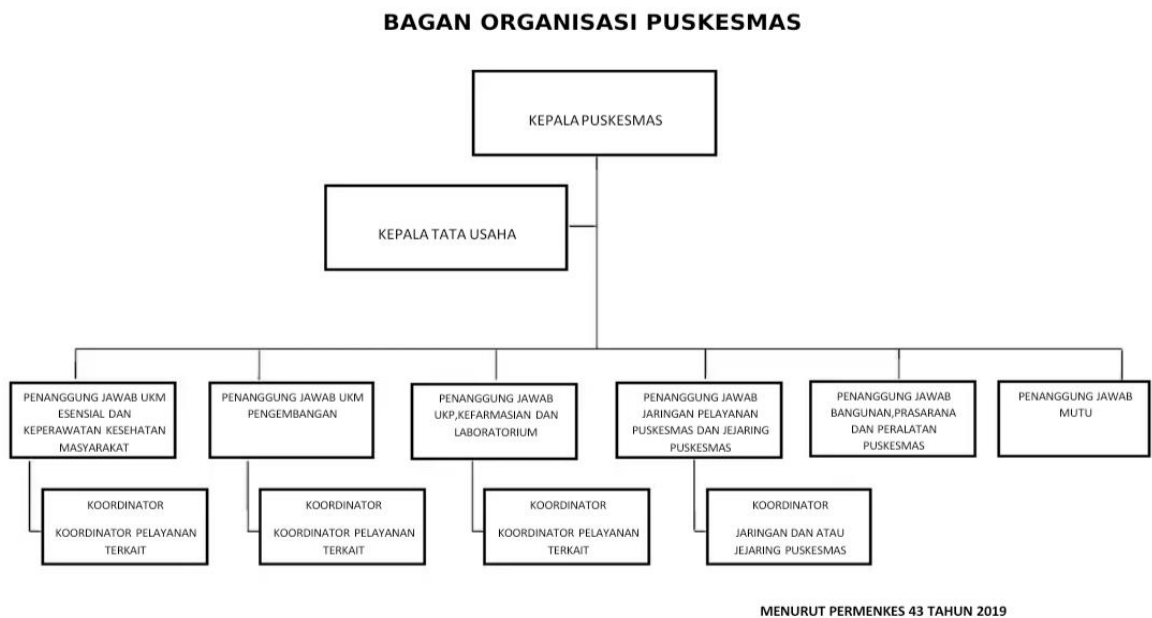 BAGAN ORGANISASI PUSKESMAS
KEPALA PUSKESMAS
KEPALA TATA USAHA
PENANGGUNG JAWAB UKM
ESENSIAL DAN
KEPERAWATAN KESEHATAN
MASYARAKAT
PENANGGUNG JAWAB UKM
PENGEMBANGAN
PENANGGUNG JAWAB
UKP,KEFARMASIAN DAN
LABORATORIUM
PENANGGUNG JAWAB
JARINGAN PELAYANAN
PUSKESMAS DAN JEJARING
PUSKESMAS
PENANGGUNG JAWAB
BANGUNAN,PRASARANA
DAN PERALATAN
PUSKESMAS
PENANGGUNG JAWAB
MUTU
KOORDINATOR
KOORDINATOR PELAYANAN
TERKAIT
KOORDINATOR
KOORDINATOR PELAYANAN
TERKAIT
KOORDINATOR
KOORDINATOR PELAYANAN
TERKAIT
KOORDINATOR
JARINGAN DAN ATAU
JEJARING PUSKESMAS
MENURUT PERMENKES 43 TAHUN 2019